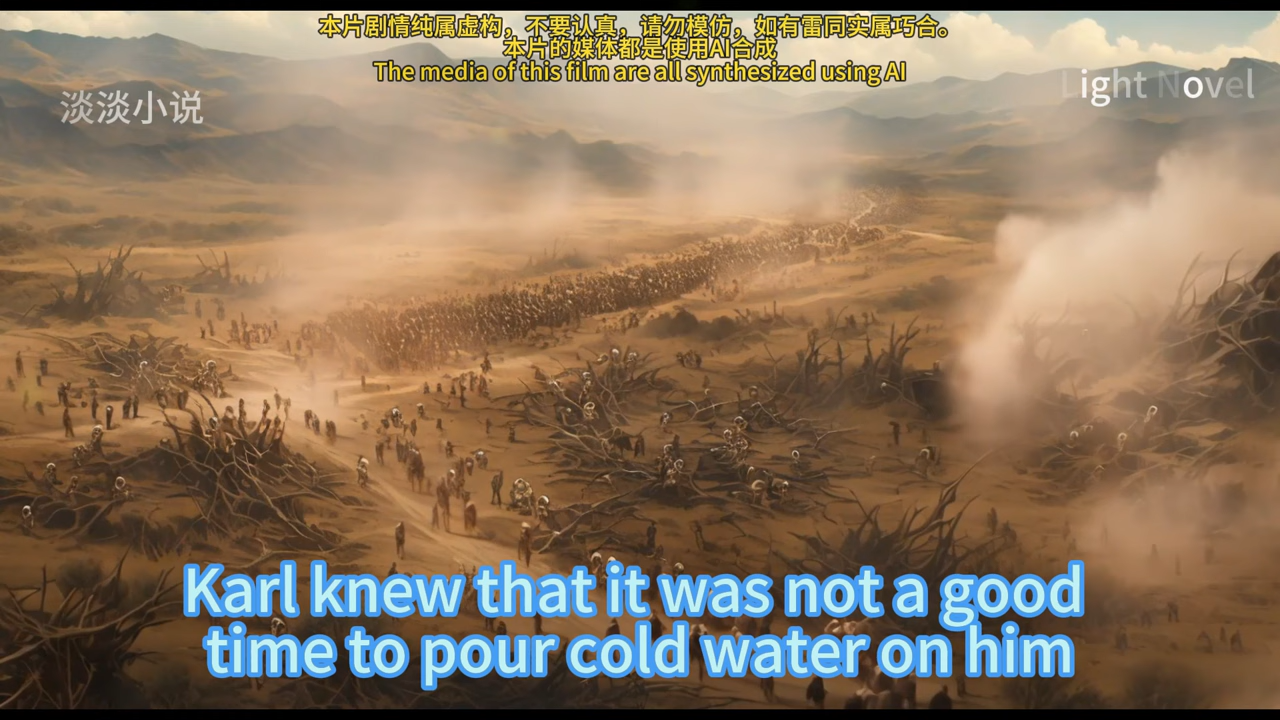 本片剧情纯属虚构，不要认真，请勿模仿，如有雷同实属巧合。
本片的媒体都是使用AI合成
The media of this film are all synthesized using AI
淡淡小说
Light Novel
Karl knew that it was not a good
time to pour cold water on him